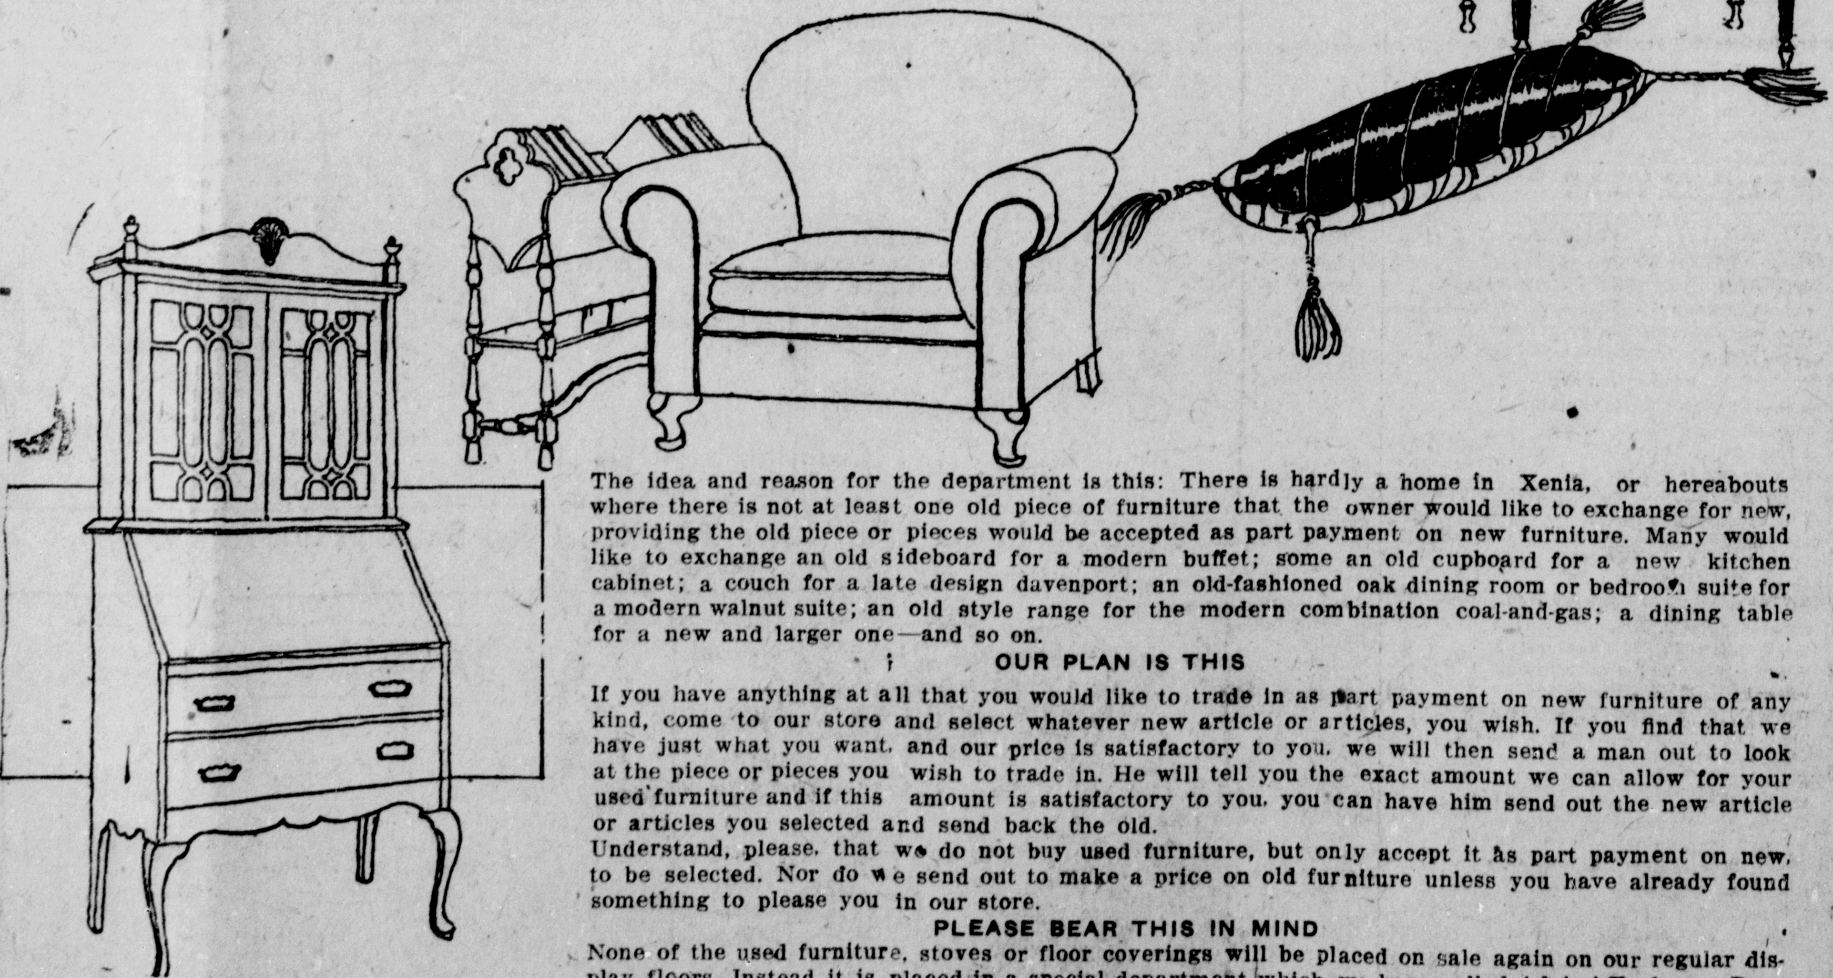 The idea and reason for the department is this: There is hardly a home in Xenia, or hereabouts
where there is not at least one old piece of furniture that the owner would like to exchange for new,
providing the old piece or pieces would be accepted as part payment on new furniture. Many would
like to exchange an old sideboard for a modern buffet; some an old cupboard for a new kitchen
cabinet; a couch for a late design davenport; an old-fashioned oak dining room or bedroom suite for
a modern walnut suite; an old style range for the modern combination coal-and-gas; a dining table
for a new and larger one—and so on.
OUR PLAN IS THIS
If you have anything at all that you would like to trade in as part payment on new furniture of any
kind, come to our store and select whatever new article or articles, you wish. If you find that we
have just what you want, and our price is satisfactory to you, we will then send a man out to look
at the piece or pieces you wish to trade in. He will tell you the exact amount we can allow for your
used furniture and if this amount is satisfactory to you, you can have him send out the new article
or articles you selected and send back the old.
Understand, please, that we do not buy used furniture, but only accept it as part payment on new,
to be selected. Nor do we send out to make a price on old furniture unless you have already found
something to please you in our store.
PLEASE BEAR THIS IN MIND
None of the used furniture, stoves or floor coverings will be placed on sale again on our regular dis-
play floors. Instead it is placed in a special department which